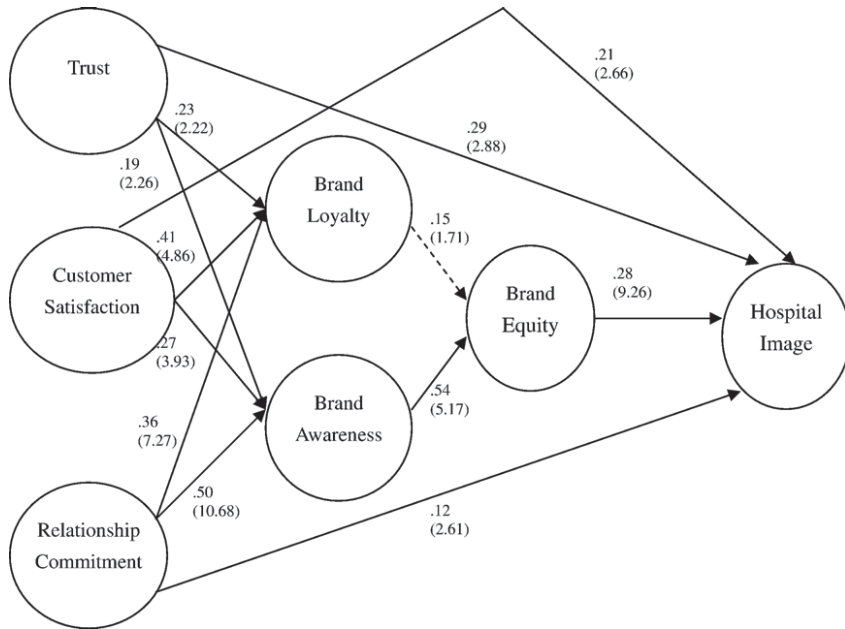 Trust
.21
(2.66)
.23
(2.22)
.29
(2.88)
.19
(2.26)
Brand
Loyalty
.15
(1.71)
.41
(4.86)
Customer
Satisfaction
Brand
Equity
.28
(9.26)
Hospital
Image
.27
(3.93)
.54
(5.17)
Brand
Awareness
.36
(7.27)
.50
(10.68)
.12
(2.61)
Relationship
Commitment